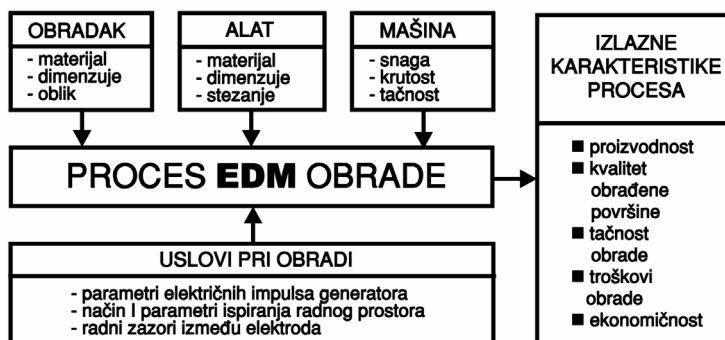 OBRADAK
- materijal
- dimenzuje
- oblik
ALAT
- materijal
- dimenzuje
- stezanje
MAŠINA
- snaga
- krutost
- tačnost
PROCES EDM OBRADE
USLOVI PRI OBRADI
- parametri električnih impulsa generatora
- način I parametri ispiranja radnog prostora
- radni zazori između elektroda
IZLAZNE
KARAKTERISTIKE
PROCESA
■ proizvodnost
■ kvalitet
obrađene
površine
■ tačnost
obrade
■ troškovi
obrade
■ ekonomičnost